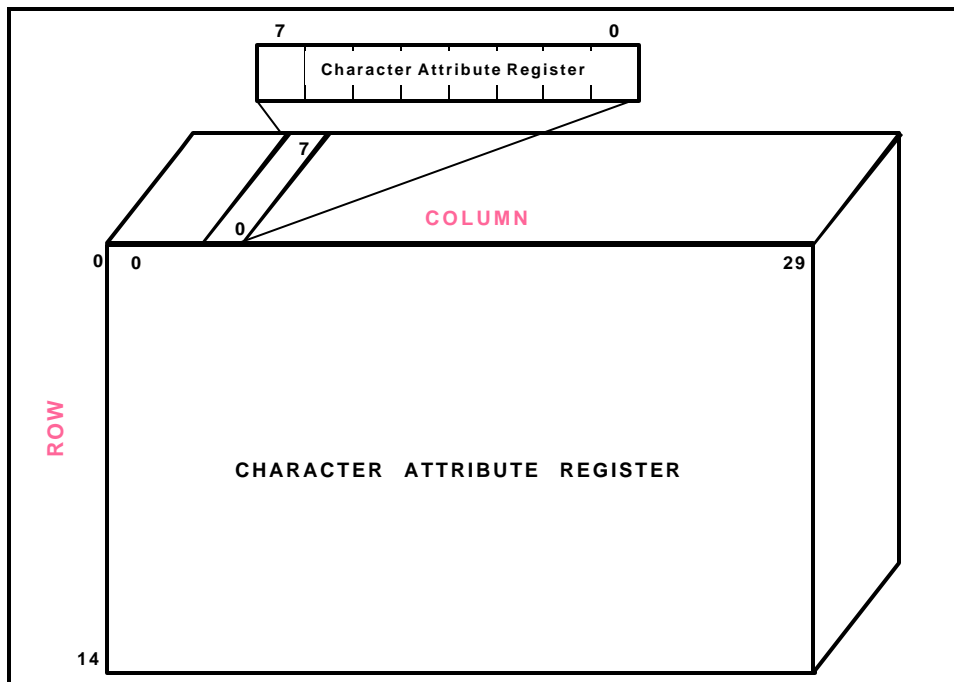 7 0
Character Attribute Register
7
0
COLUMN
0 0 29
ROW
CHARACTER ATTRIBUTE REGISTER
14